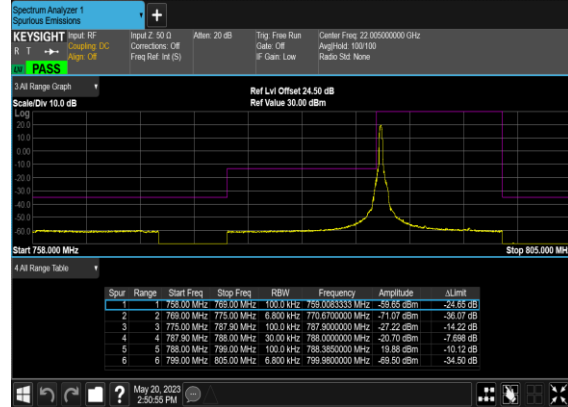 Spectrum Analyzer 1
Spurious Emissions
+
KEYSIGHT Input: RF Input Z: 50 Ω Atten: 20 dB Trig: Free Run Center Freq: 22.005000000 GHz
R T Coupling: DC Corrections: Off Gate: Off Avg|Hold: 100/100
Align: Off Freq Ref: Int (S) IF Gain: Low Radio Std: None
PASS
3 All Range Graph
Ref Lvl Offset 24.50 dB
Scale/Div 10.0 dB Ref Value 30.00 dBm
Log
20.0
10.0
0.00
-10.0
-20.0
-30.0
-40.0
-50.0
-60.0
Start 758.000 MHz Stop 805.000 MH
4 All Range Table
Spur Range Start Freq Stop Freq RBW Frequency Amplitude ΔLimit
1 1 758.00 MHz 769.00 MHz 100.0 kHz 759.0083333 MHz -59.65 dBm -24.65 dB
2 2 769.00 MHz 775.00 MHz 6.800 kHz 770.6700000 MHz -71.07 dBm -36.07 dB
3 3 775.00 MHz 787.90 MHz 100.0 kHz 787.9000000 MHz -27.22 dBm -14.22 dB
4 4 787.90 MHz 788.00 MHz 30.00 kHz 788.0000000 MHz -20.70 dBm -7.698 dB
5 5 788.00 MHz 799.00 MHz 100.0 kHz 788.3850000 MHz 19.88 dBm -10.12 dB
6 6 799.00 MHz 805.00 MHz 6.800 kHz 799.9800000 MHz -69.50 dBm -34.50 dB
? May 20, 2023
2:50:55 PM